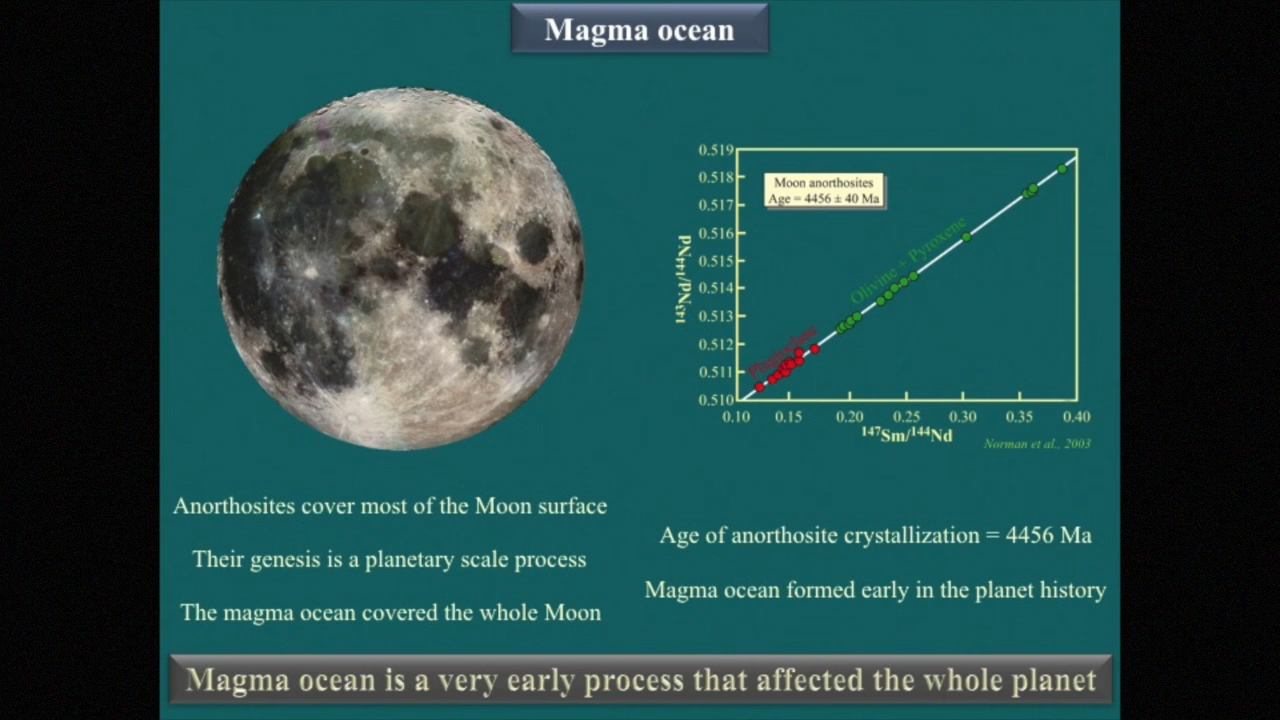 Magma ocean
0.519
0.518
0.517
0.516
0.515
0.514
0.513
0.512
0.511
0.510
143Nd/144Nd
Moon anorthosites
Age = 4456 ± 40 Ma
Olivine + Pyroxene
Plagioclase
0.10 0.15 0.20 0.25 0.30 0.35 0.40
147Sm/144Nd
Norman et al., 2003
Anorthosites cover most of the Moon surface
Their genesis is a planetary scale process
The magma ocean covered the whole Moon
Age of anorthosite crystallization = 4456 Ma
Magma ocean formed early in the planet history
Magma ocean is a very early process that affected the whole planet